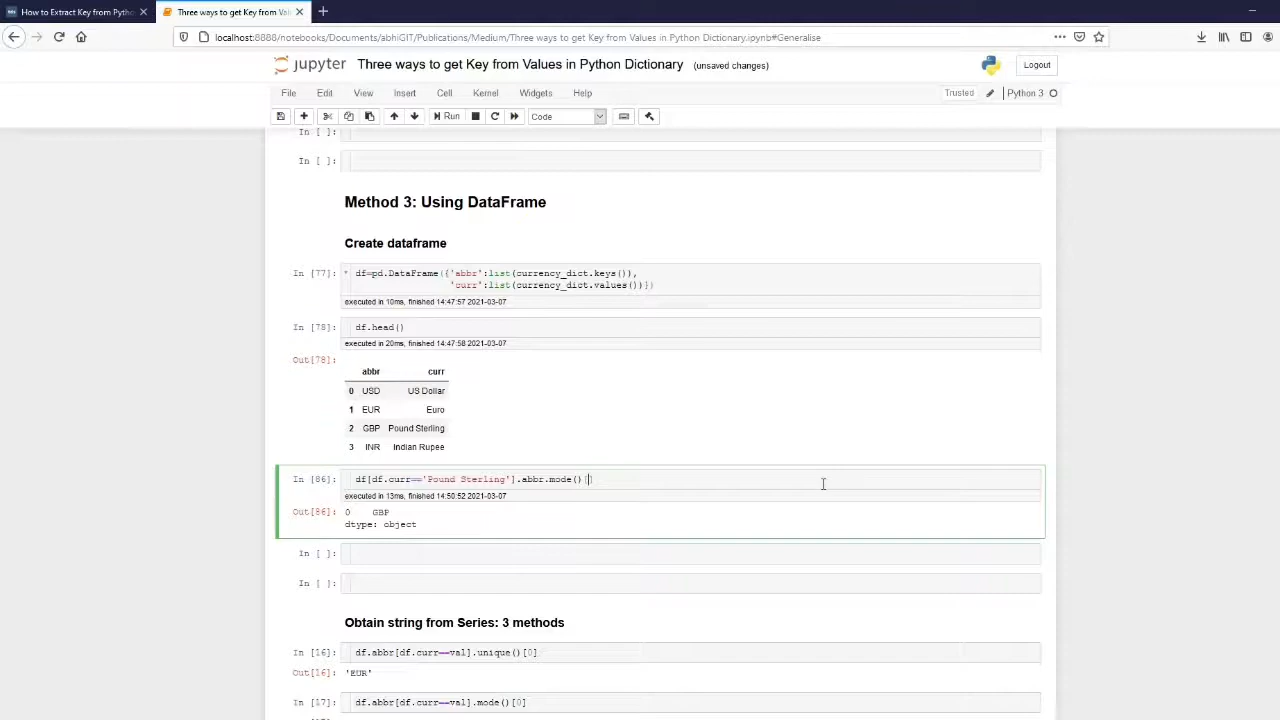 How to Extract Key from Pytho
Three ways to get Key from Val
localhost:8888/notebooks/Documents/abhiGIT/Publications/Medium/Three ways to get Key from Values in Python Dictionary.ipynb#Generalise
jupyter Three ways to get Key from Values in Python Dictionary (unsaved changes)
Logout
File Edit View Insert Cell Kernel Widgets Help
Trusted Python 3
Run Code
In [ ]:
In [ ]:
Method 3: Using DataFrame
Create dataframe
In [77]: df=pd.DataFrame({'abbr':list(currency_dict.keys()),
'curr':list(currency_dict.values())})
executed in 10ms, finished 14:47:57 2021-03-07
In [78]: df.head()
executed in 20ms, finished 14:47:58 2021-03-07
Out[78]:
abbr curr
0 USD US Dollar
1 EUR Euro
2 GBP Pound Sterling
3 INR Indian Rupee
In [86]: df[df.curr=='Pound Sterling'].abbr.mode()[]
executed in 13ms, finished 14:50:52 2021-03-07
Out[86]: 0 GBP
dtype: object
In [ ]:
In [ ]:
Obtain string from Series: 3 methods
In [16]: df.abbr[df.curr==val].unique()[0]
Out[16]: 'EUR'
In [17]: df.abbr[df.curr==val].mode()[0]